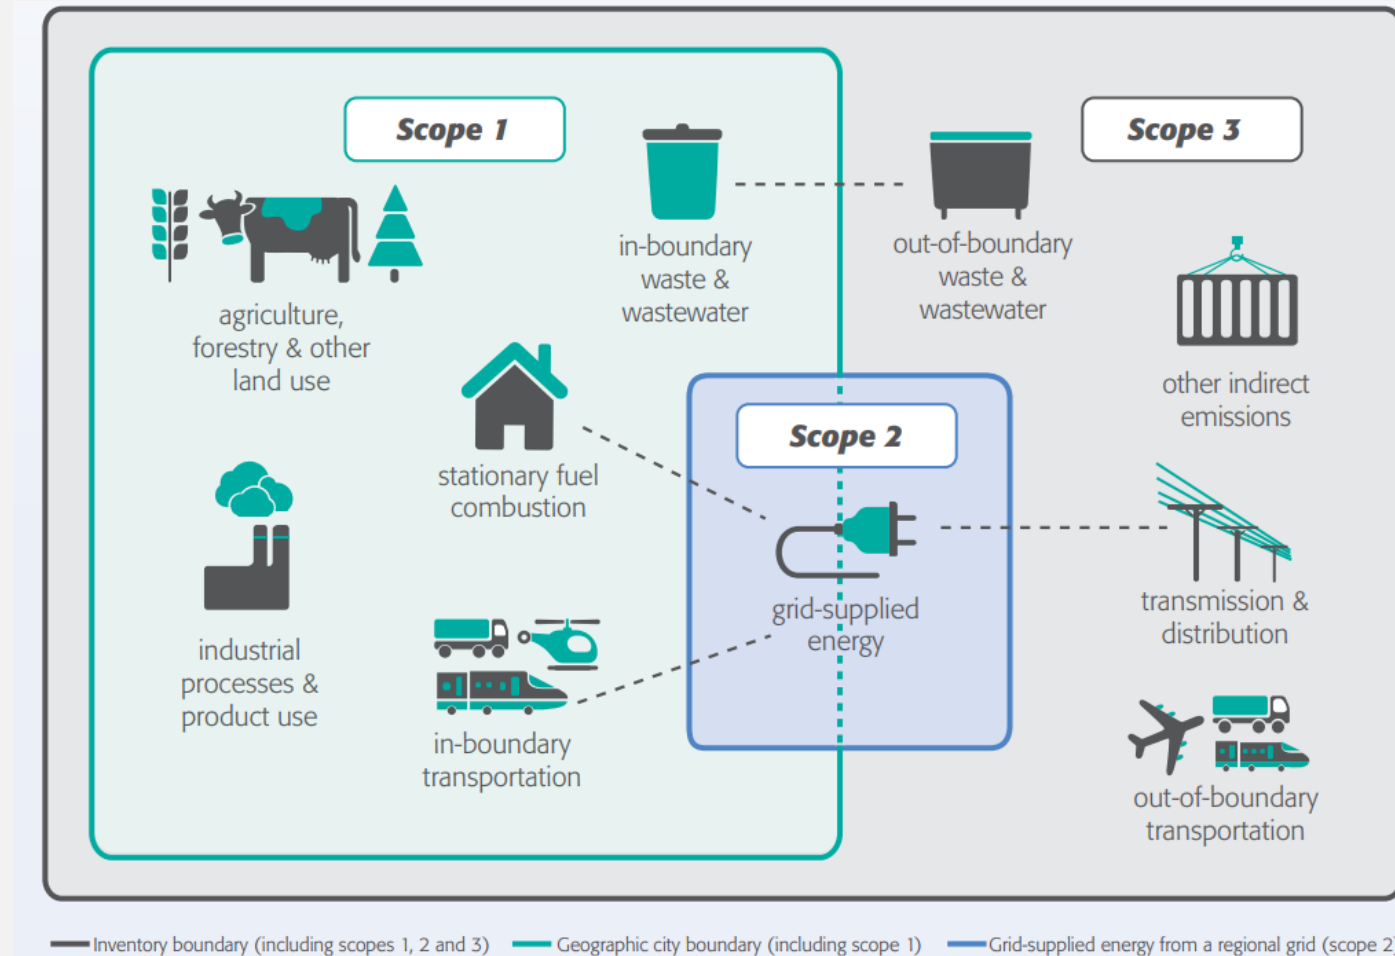 Scope 1
Scope 3
in-boundary
waste &
wastewater
out-of-boundary
waste &
wastewater
agriculture,
forestry & other
land use
other indirect
emissions
Scope 2
stationary fuel
combustion
grid-supplied
energy
transmission &
distribution
industrial
processes &
product use
in-boundary
transportation
out-of-boundary
transportation
Inventory boundary (including scopes 1, 2 and 3)
Geographic city boundary (including scope 1)
Grid-supplied energy from a regional grid (scope 2)